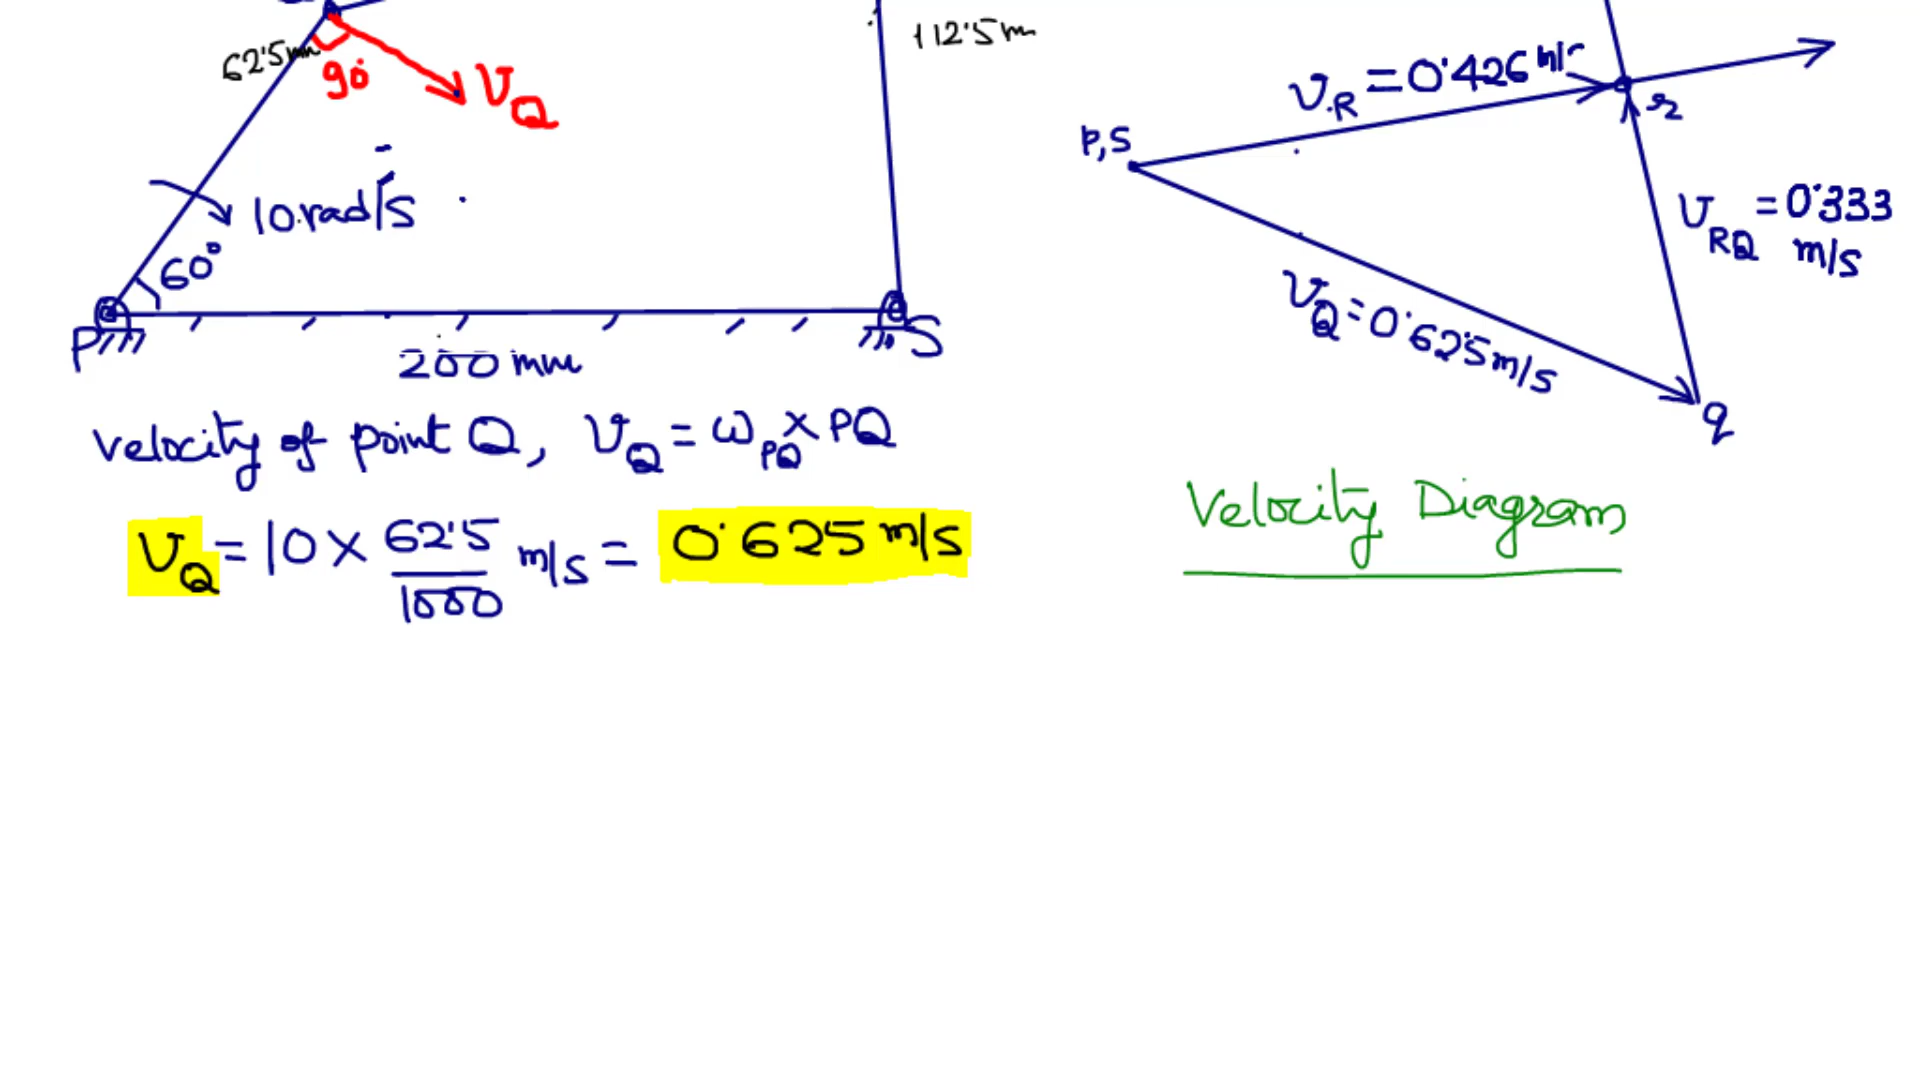 62.5mm
90°
VQ
112.5m
10 rad/s
60°
P
S
200 mm
Velocity of point Q, VQ = ωPQ × PQ
VQ = 10 × 62.5/1000 m/s = 0.625 m/s
VR = 0.426 m/s
P,S
r
VRQ = 0.333
m/s
VQ = 0.625 m/s
q
Velocity Diagram